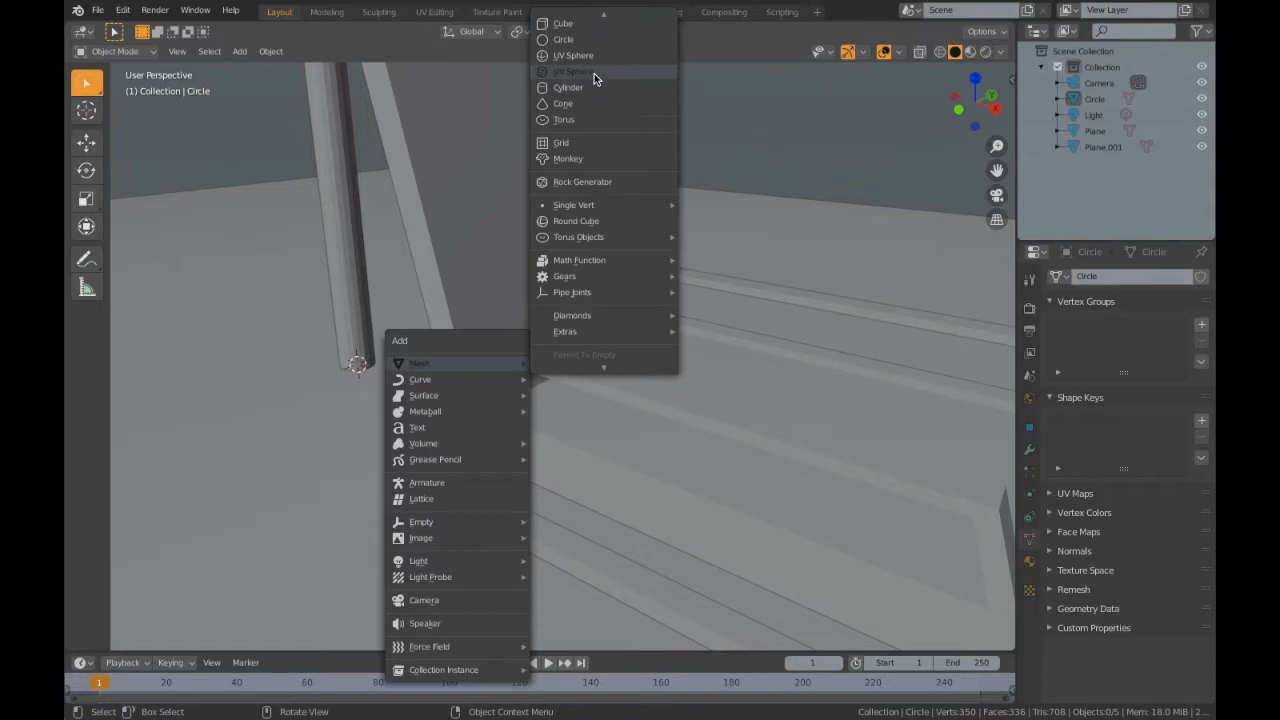 File Edit Render Window Help
Layout Modeling Sculpting UV Editing Texture Paint
Compositing Scripting
Scene
View Layer
Object Mode
View Select Add Object
Global
Options
User Perspective
(1) Collection | Circle
Z
Y
X
Cube
Circle
UV Sphere
UV Sphere
Cylinder
Cone
Torus
Grid
Monkey
Rock Generator
Single Vert
Round Cube
Torus Objects
Math Function
Gears
Pipe Joints
Diamonds
Extras
Parent To Empty
Add
Mesh
Curve
Surface
Metaball
Text
Volume
Grease Pencil
Armature
Lattice
Empty
Image
Light
Light Probe
Camera
Speaker
Force Field
Collection Instance
Scene Collection
Collection
Camera
Circle
Light
Plane
Plane.001
Circle
Circle
Circle
Vertex Groups
Shape Keys
UV Maps
Vertex Colors
Face Maps
Normals
Texture Space
Remesh
Geometry Data
Custom Properties
Playback Keying View Marker
1
Start 1
End 250
1 20 40 60 80 100 120 140 160 180 200 220 240
Select
Box Select
Rotate View
Object Context Menu
Collection | Circle | Verts:350 | Faces:336 | Tris:708 | Objects:0/5 | Mem: 18.0 MiB | 2...